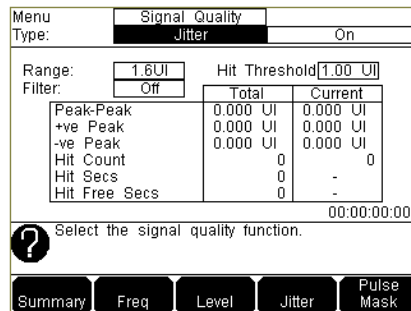 Menu Signal Quality
Type: Jitter On
Range: 1.6UI Hit Threshold 1.00 UI
Filter: Off Total Current
Peak-Peak 0.000 UI 0.000 UI
+ve Peak 0.000 UI 0.000 UI
-ve Peak 0.000 UI 0.000 UI
Hit Count 0 0
Hit Secs 0 -
Hit Free Secs 0 -
00:00:00:00
? Select the signal quality function.
Summary Freq Level Jitter Pulse Mask